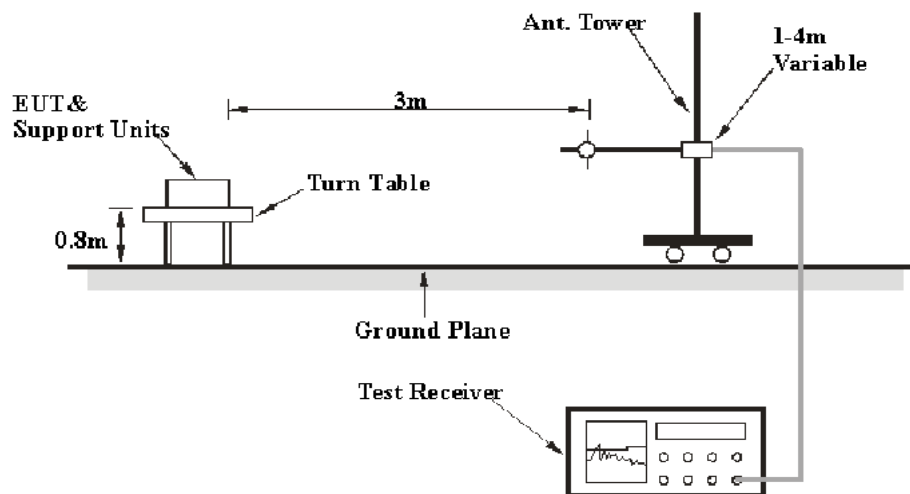 Ant. Tower
1-4m
Variable
EUT &
Support Units
3m
Turn Table
0.8m
Ground Plane
Test Receiver